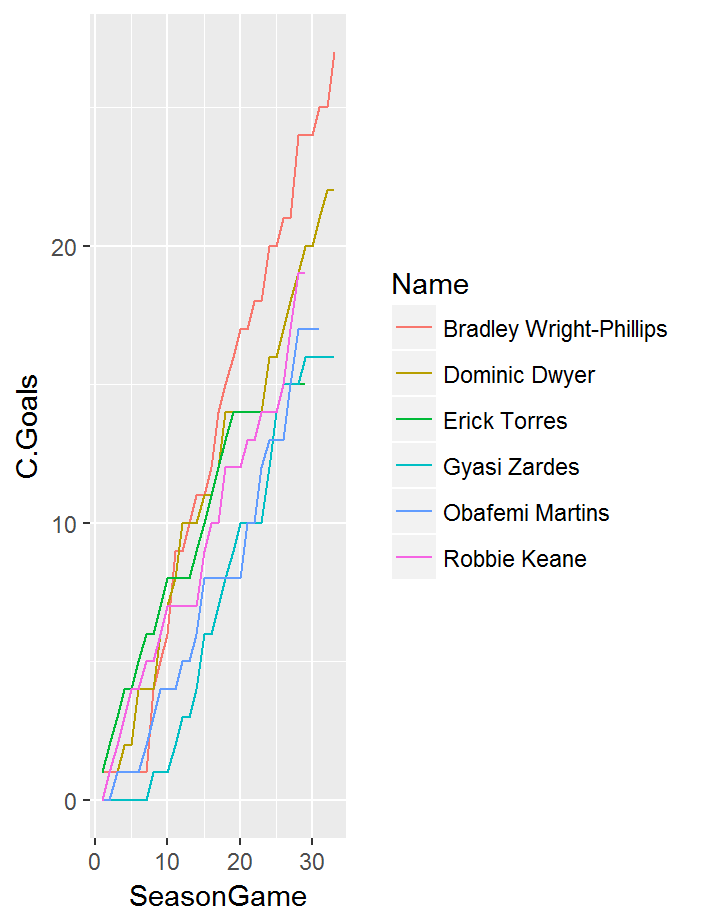 20
10
0
0 10 20 30
C.Goals
SeasonGame
Name
Bradley Wright-Phillips
Dominic Dwyer
Erick Torres
Gyasi Zardes
Obafemi Martins
Robbie Keane